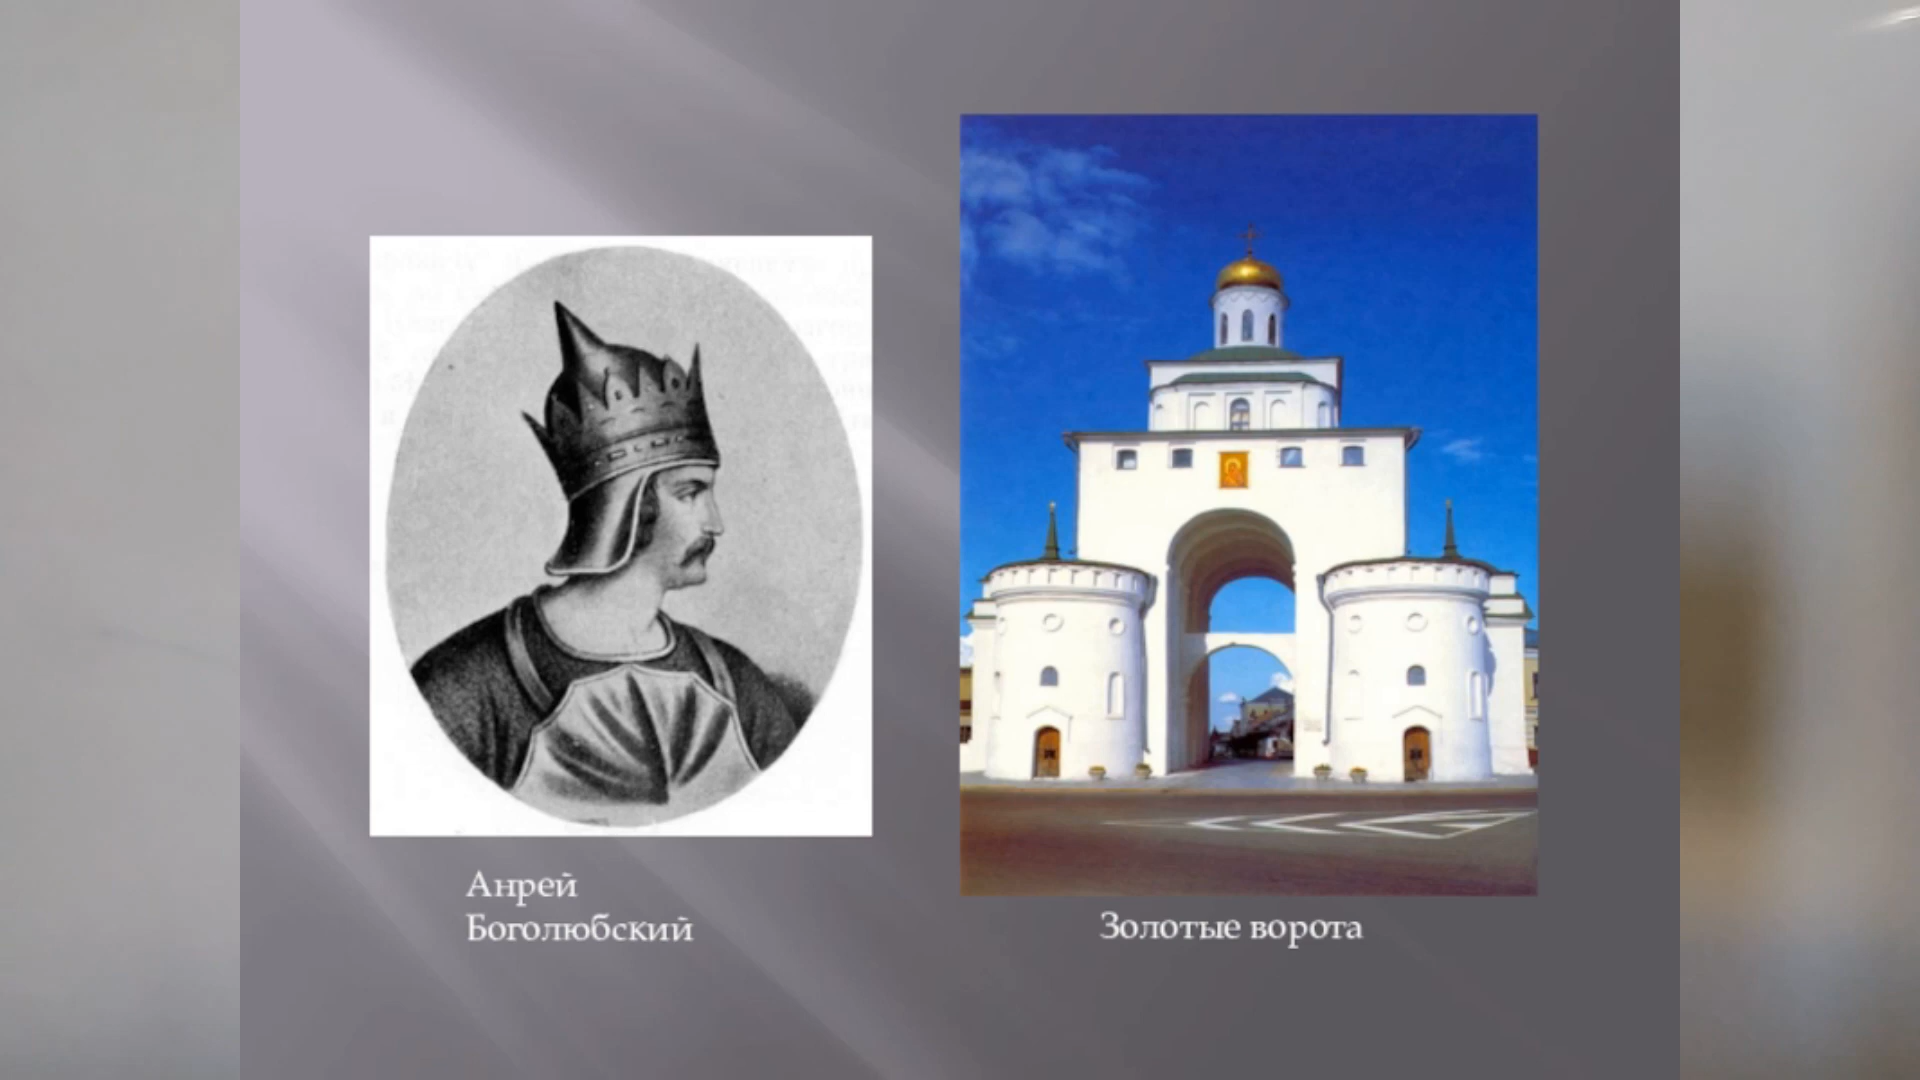 Анрей
Боголюбский
Золотые ворота